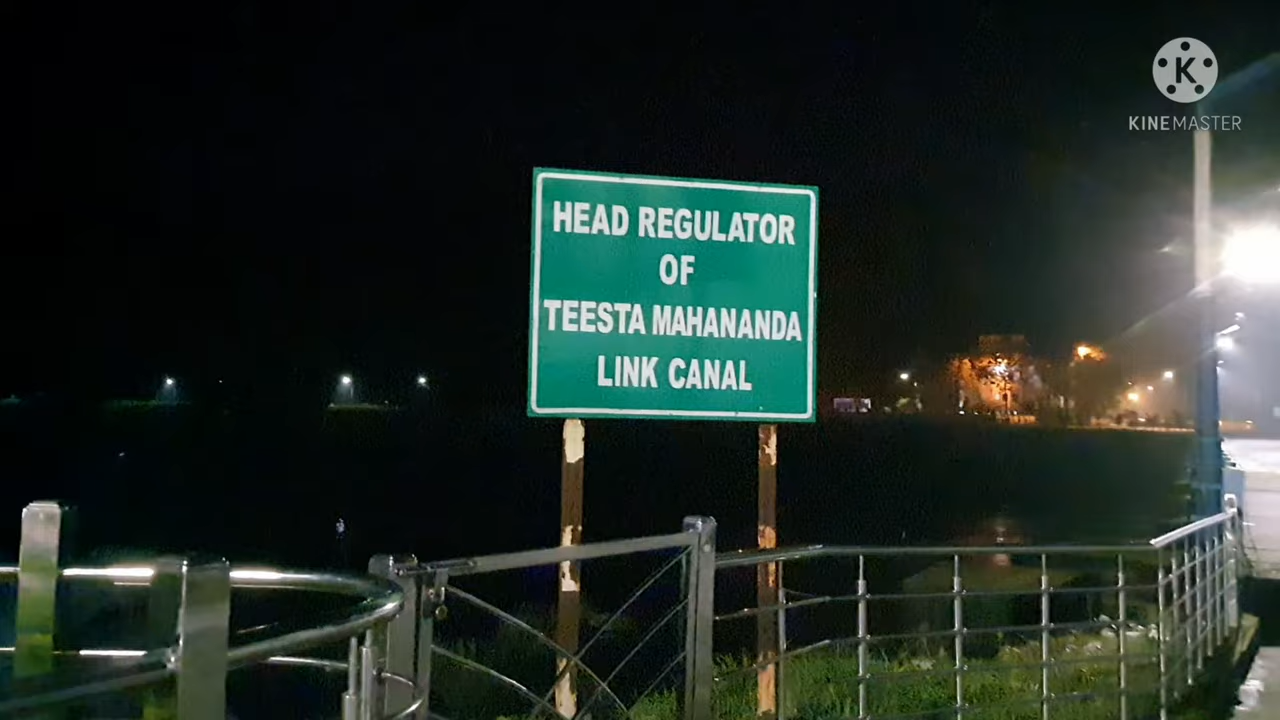 K
KINEMASTER
HEAD REGULATOR
OF
TEESTA MAHANANDA
LINK CANAL